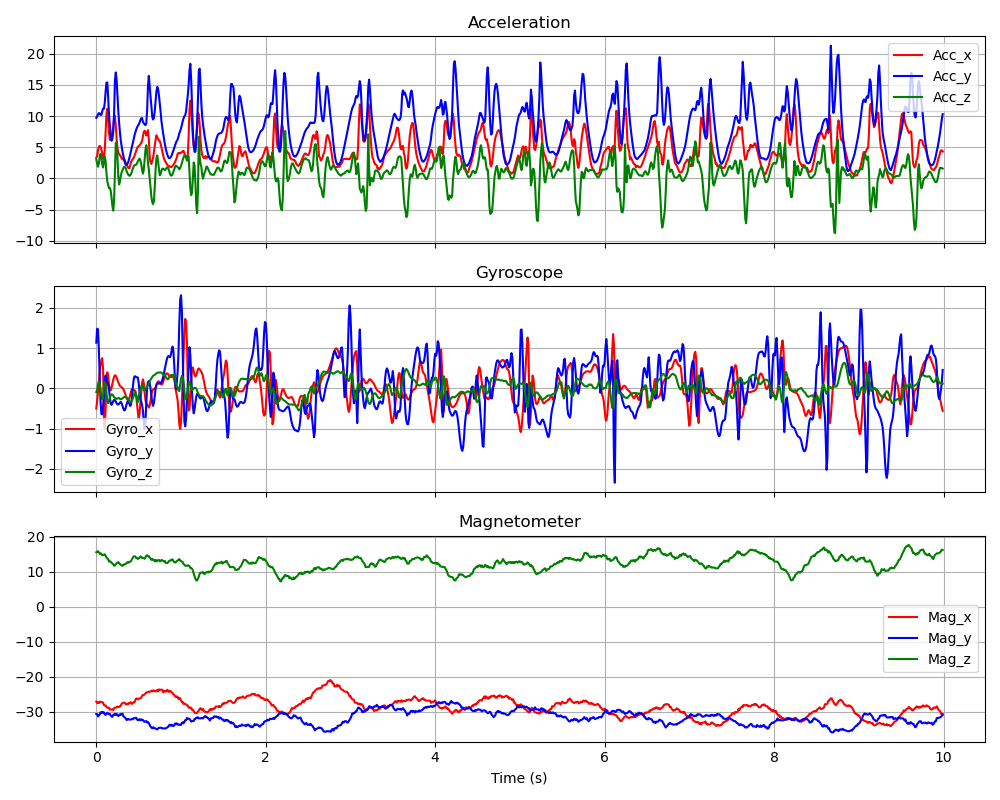 Acceleration
20
15
10
5
0
−5
−10
Acc_x
Acc_y
Acc_z
Gyroscope
2
1
0
−1
−2
Gyro_x
Gyro_y
Gyro_z
Magnetometer
20
10
0
−10
−20
−30
Mag_x
Mag_y
Mag_z
0 2 4 6 8 10
Time (s)